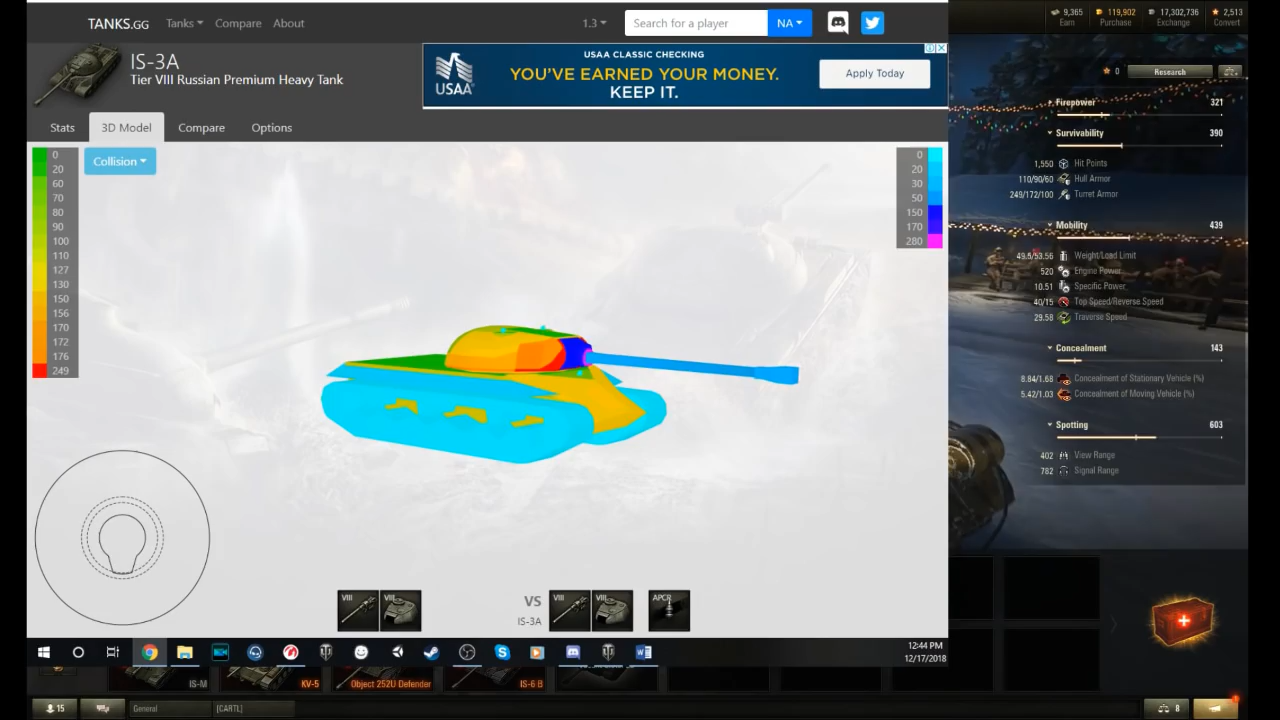 TANKS.GG Tanks Compare About 1.3 Search for a player NA
9,365 119,902 17,302,736 2,513
Earn Purchase Exchange Convert
IS-3A
Tier VIII Russian Premium Heavy Tank
USAA CLASSIC CHECKING
YOU'VE EARNED YOUR MONEY.
KEEP IT.
USAA
Apply Today
0 Research
Stats 3D Model Compare Options
Collision
0
20
60
70
80
90
100
110
127
130
150
156
170
172
176
249
0
20
30
50
150
170
280
Firepower 321
Survivability 390
1,550 Hit Points
110/90/60 Hull Armor
249/172/100 Turret Armor
Mobility 439
49.5/53.56 Weight/Load Limit
520 Engine Power
10.51 Specific Power
40/15 Top Speed/Reverse Speed
29.58 Traverse Speed
Concealment 143
8.84/1.68 Concealment of Stationary Vehicle (%)
5.42/1.03 Concealment of Moving Vehicle (%)
Spotting 603
402 View Range
782 Signal Range
VIII VIII VS VIII VIII APCR
IS-3A
12:44 PM
12/17/2018
IS-M KV-5 Object 252U Defender IS-6 B
15 General [CARTL] 8